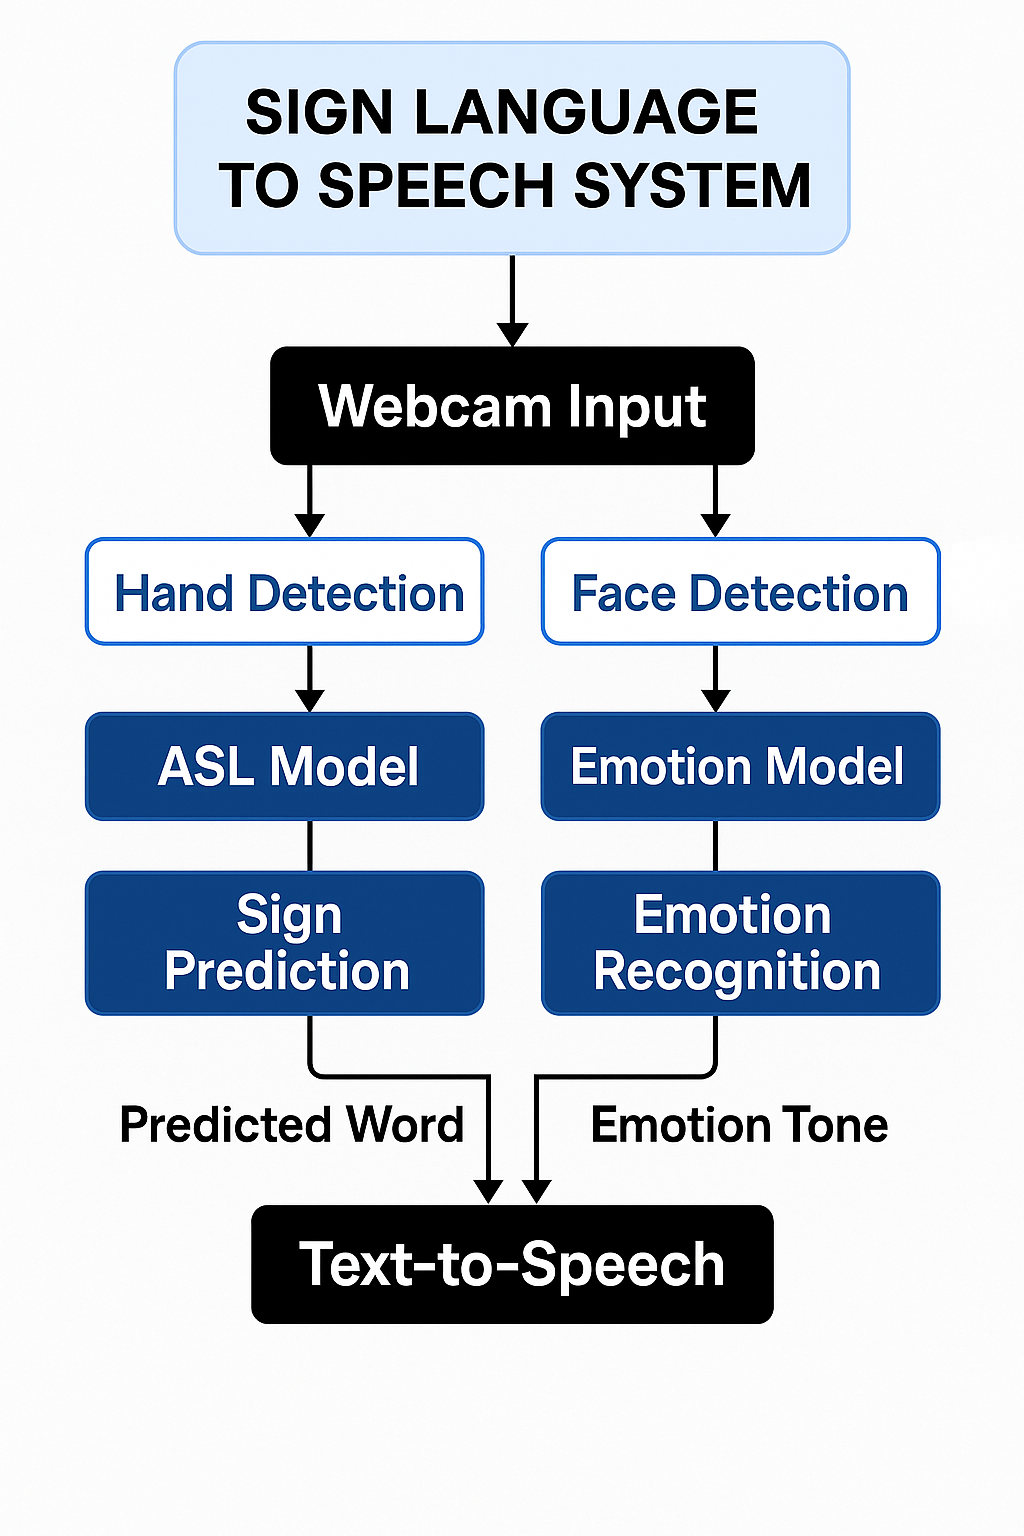 SIGN LANGUAGE
TO SPEECH SYSTEM
Webcam Input
Hand Detection
Face Detection
ASL Model
Emotion Model
Sign
Prediction
Emotion
Recognition
Predicted Word
Emotion Tone
Text-to-Speech